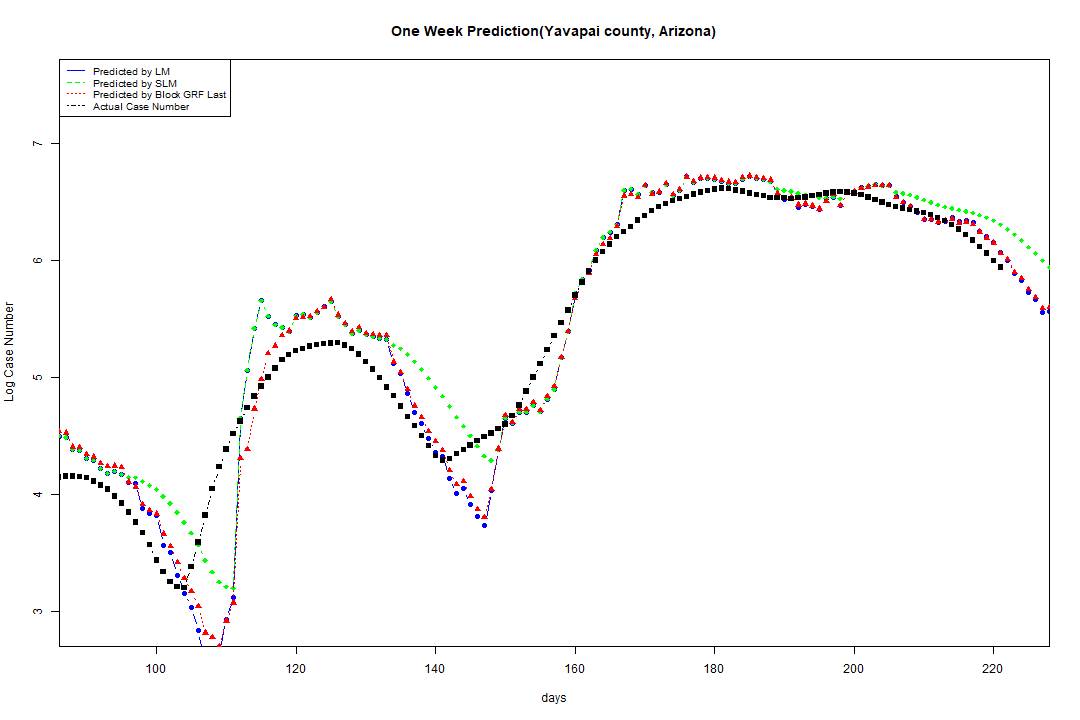 One Week Prediction(Yavapai county, Arizona)
Predicted by LM
Predicted by SLM
Predicted by Block GRF Last
Actual Case Number
7
6
5
4
3
Log Case Number
100 120 140 160 180 200 220
days